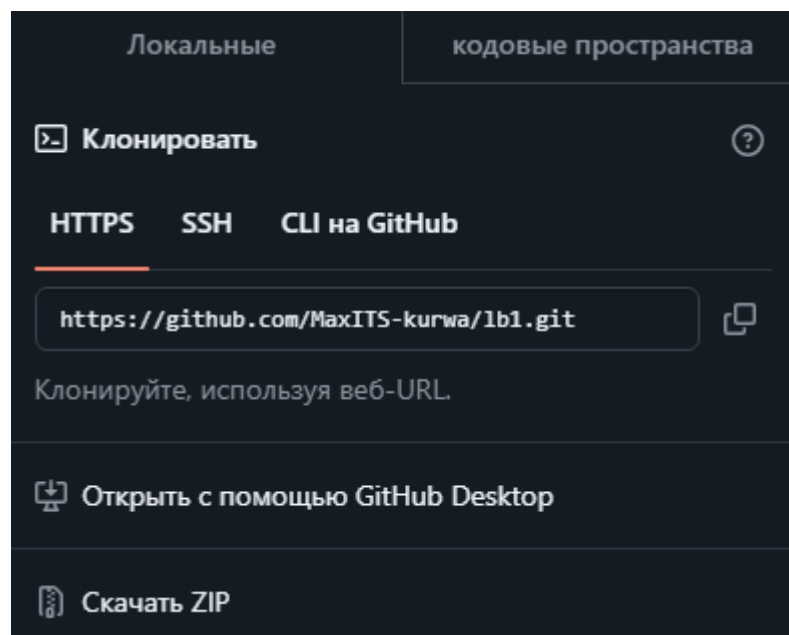 Локальные
кодовые пространства
Клонировать
HTTPS SSH CLI на GitHub
https://github.com/MaxITS-kurwa/lb1.git
Клонируйте, используя веб-URL.
Открыть с помощью GitHub Desktop
Скачать ZIP